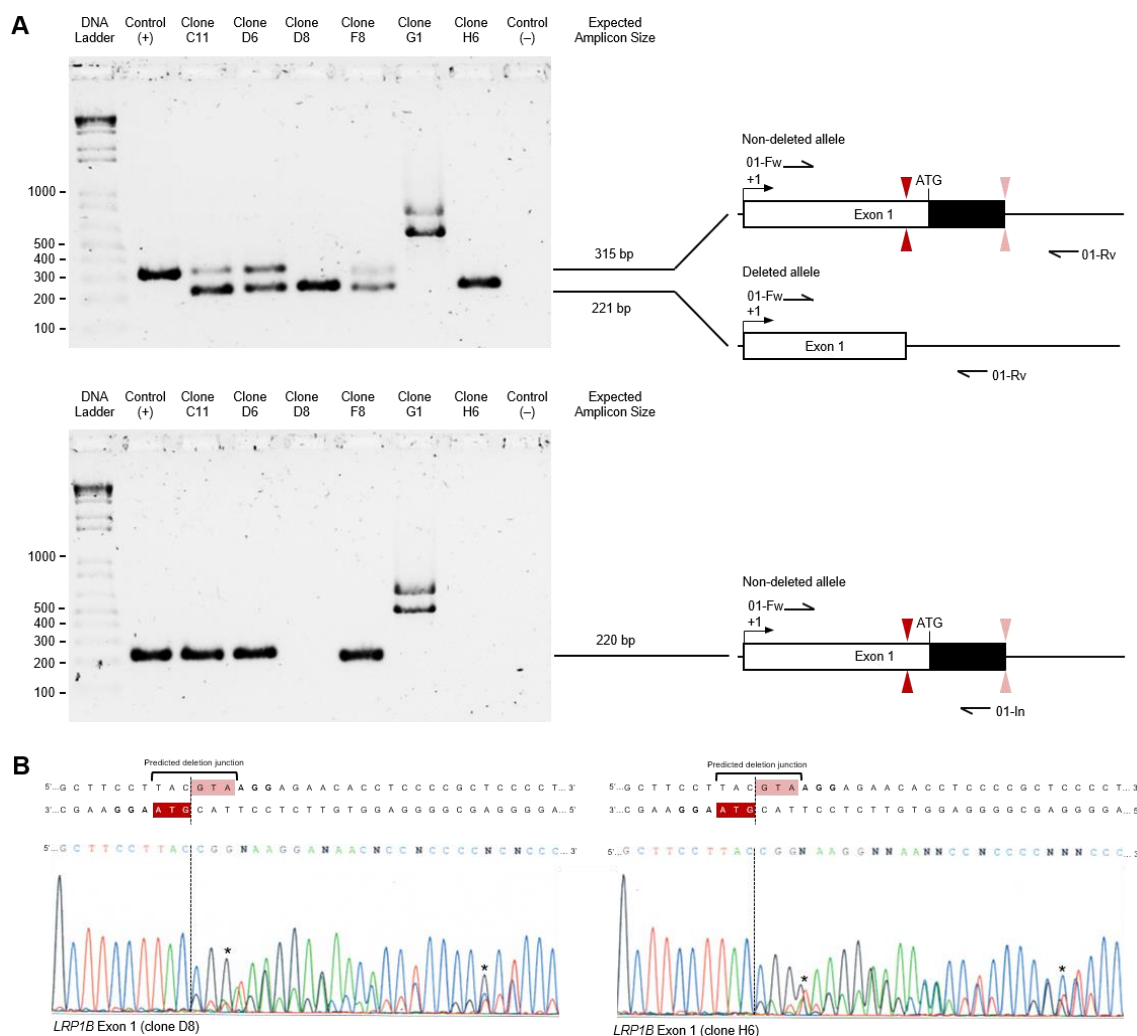 A
DNA Ladder Control (+) Clone C11 Clone D6 Clone D8 Clone F8 Clone G1 Clone H6 Control (–) Expected Amplicon Size
1000
500
400
300
200
100
315 bp
221 bp
Non-deleted allele
01-Fw
+1
ATG
Exon 1
01-Rv
Deleted allele
01-Fw
+1
Exon 1
01-Rv
DNA Ladder Control (+) Clone C11 Clone D6 Clone D8 Clone F8 Clone G1 Clone H6 Control (–) Expected Amplicon Size
1000
500
400
300
200
100
220 bp
Non-deleted allele
01-Fw
+1
ATG
Exon 1
01-In
B
Predicted deletion junction
5'...G C T T C C T T A C G T A A G G A G A A C A C C T C C C C G C T C C C C T ... 3'
3'...C G A A G G A A T G C A T T C C T C T T G T G G A G G G G C G A G G G G A ...5'
5'...G C T T C C T T A C C G G N A A G G A N A A C N C C N C C C C N C N C C C ... 3'
*
*
LRP1B Exon 1 (clone D8)
Predicted deletion junction
5'...G C T T C C T T A C G T A A G G A G A A C A C C T C C C C G C T C C C C T ... 3'
3'...C G A A G G A A T G C A T T C C T C T T G T G G A G G G G C G A G G G G A ...5'
5'...G C T T C C T T A C C G G N A A G G N N A A N N C C N C C C C N N N C C C ... 3'
*
*
LRP1B Exon 1 (clone H6)